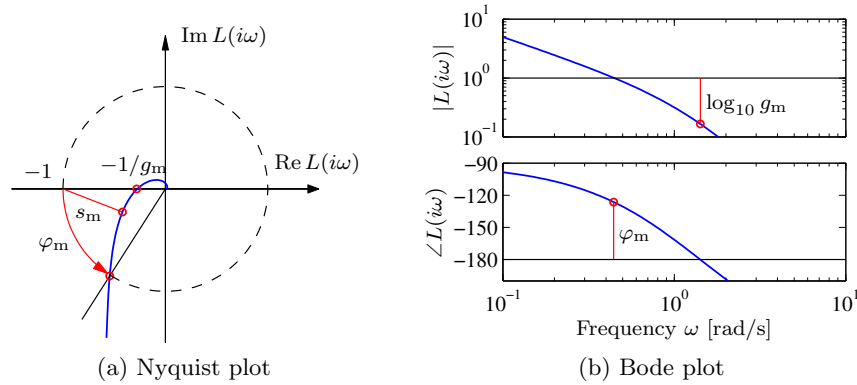 Im L(iω)
Re L(iω)
−1
−1/g_m
s_m
φ_m
(a) Nyquist plot
|L(iω)|
10^1
10^0
10^−1
log_10 g_m
∠L(iω)
−90
−120
−150
−180
φ_m
10^−1
10^0
10^1
Frequency ω [rad/s]
(b) Bode plot